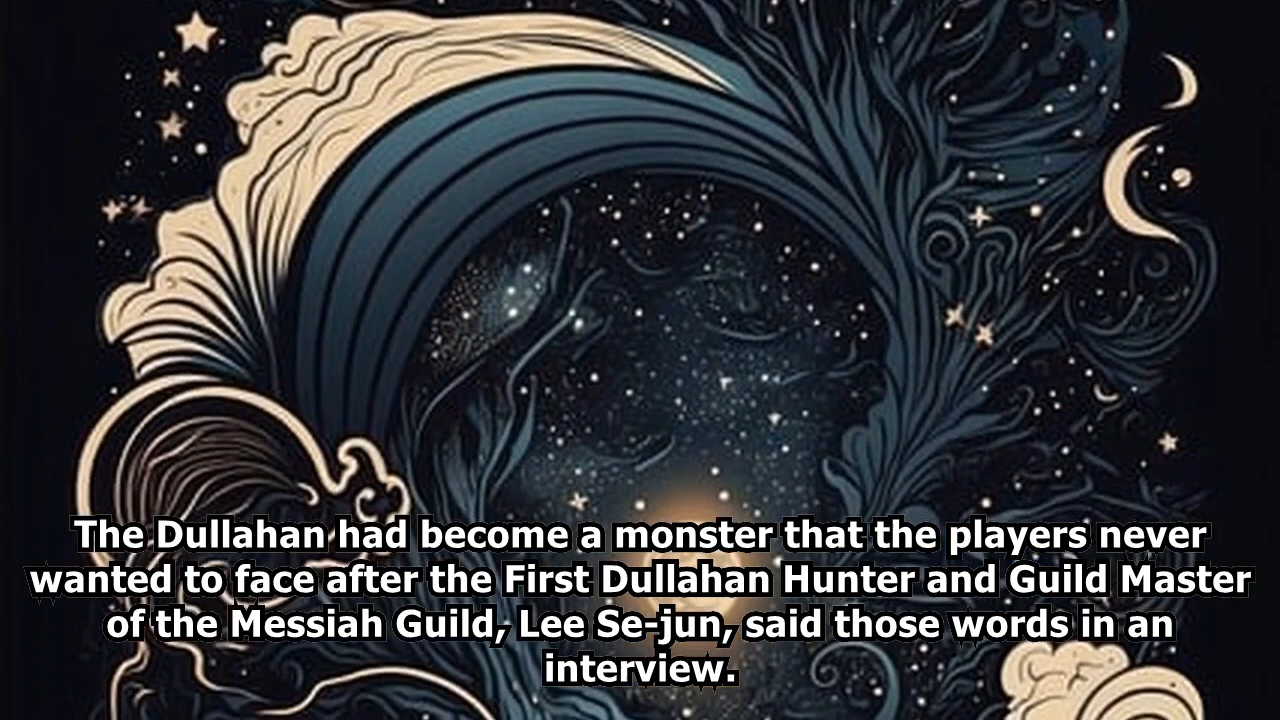 The Dullahan had become a monster that the players never
wanted to face after the First Dullahan Hunter and Guild Master
of the Messiah Guild, Lee Se-jun, said those words in an
interview.